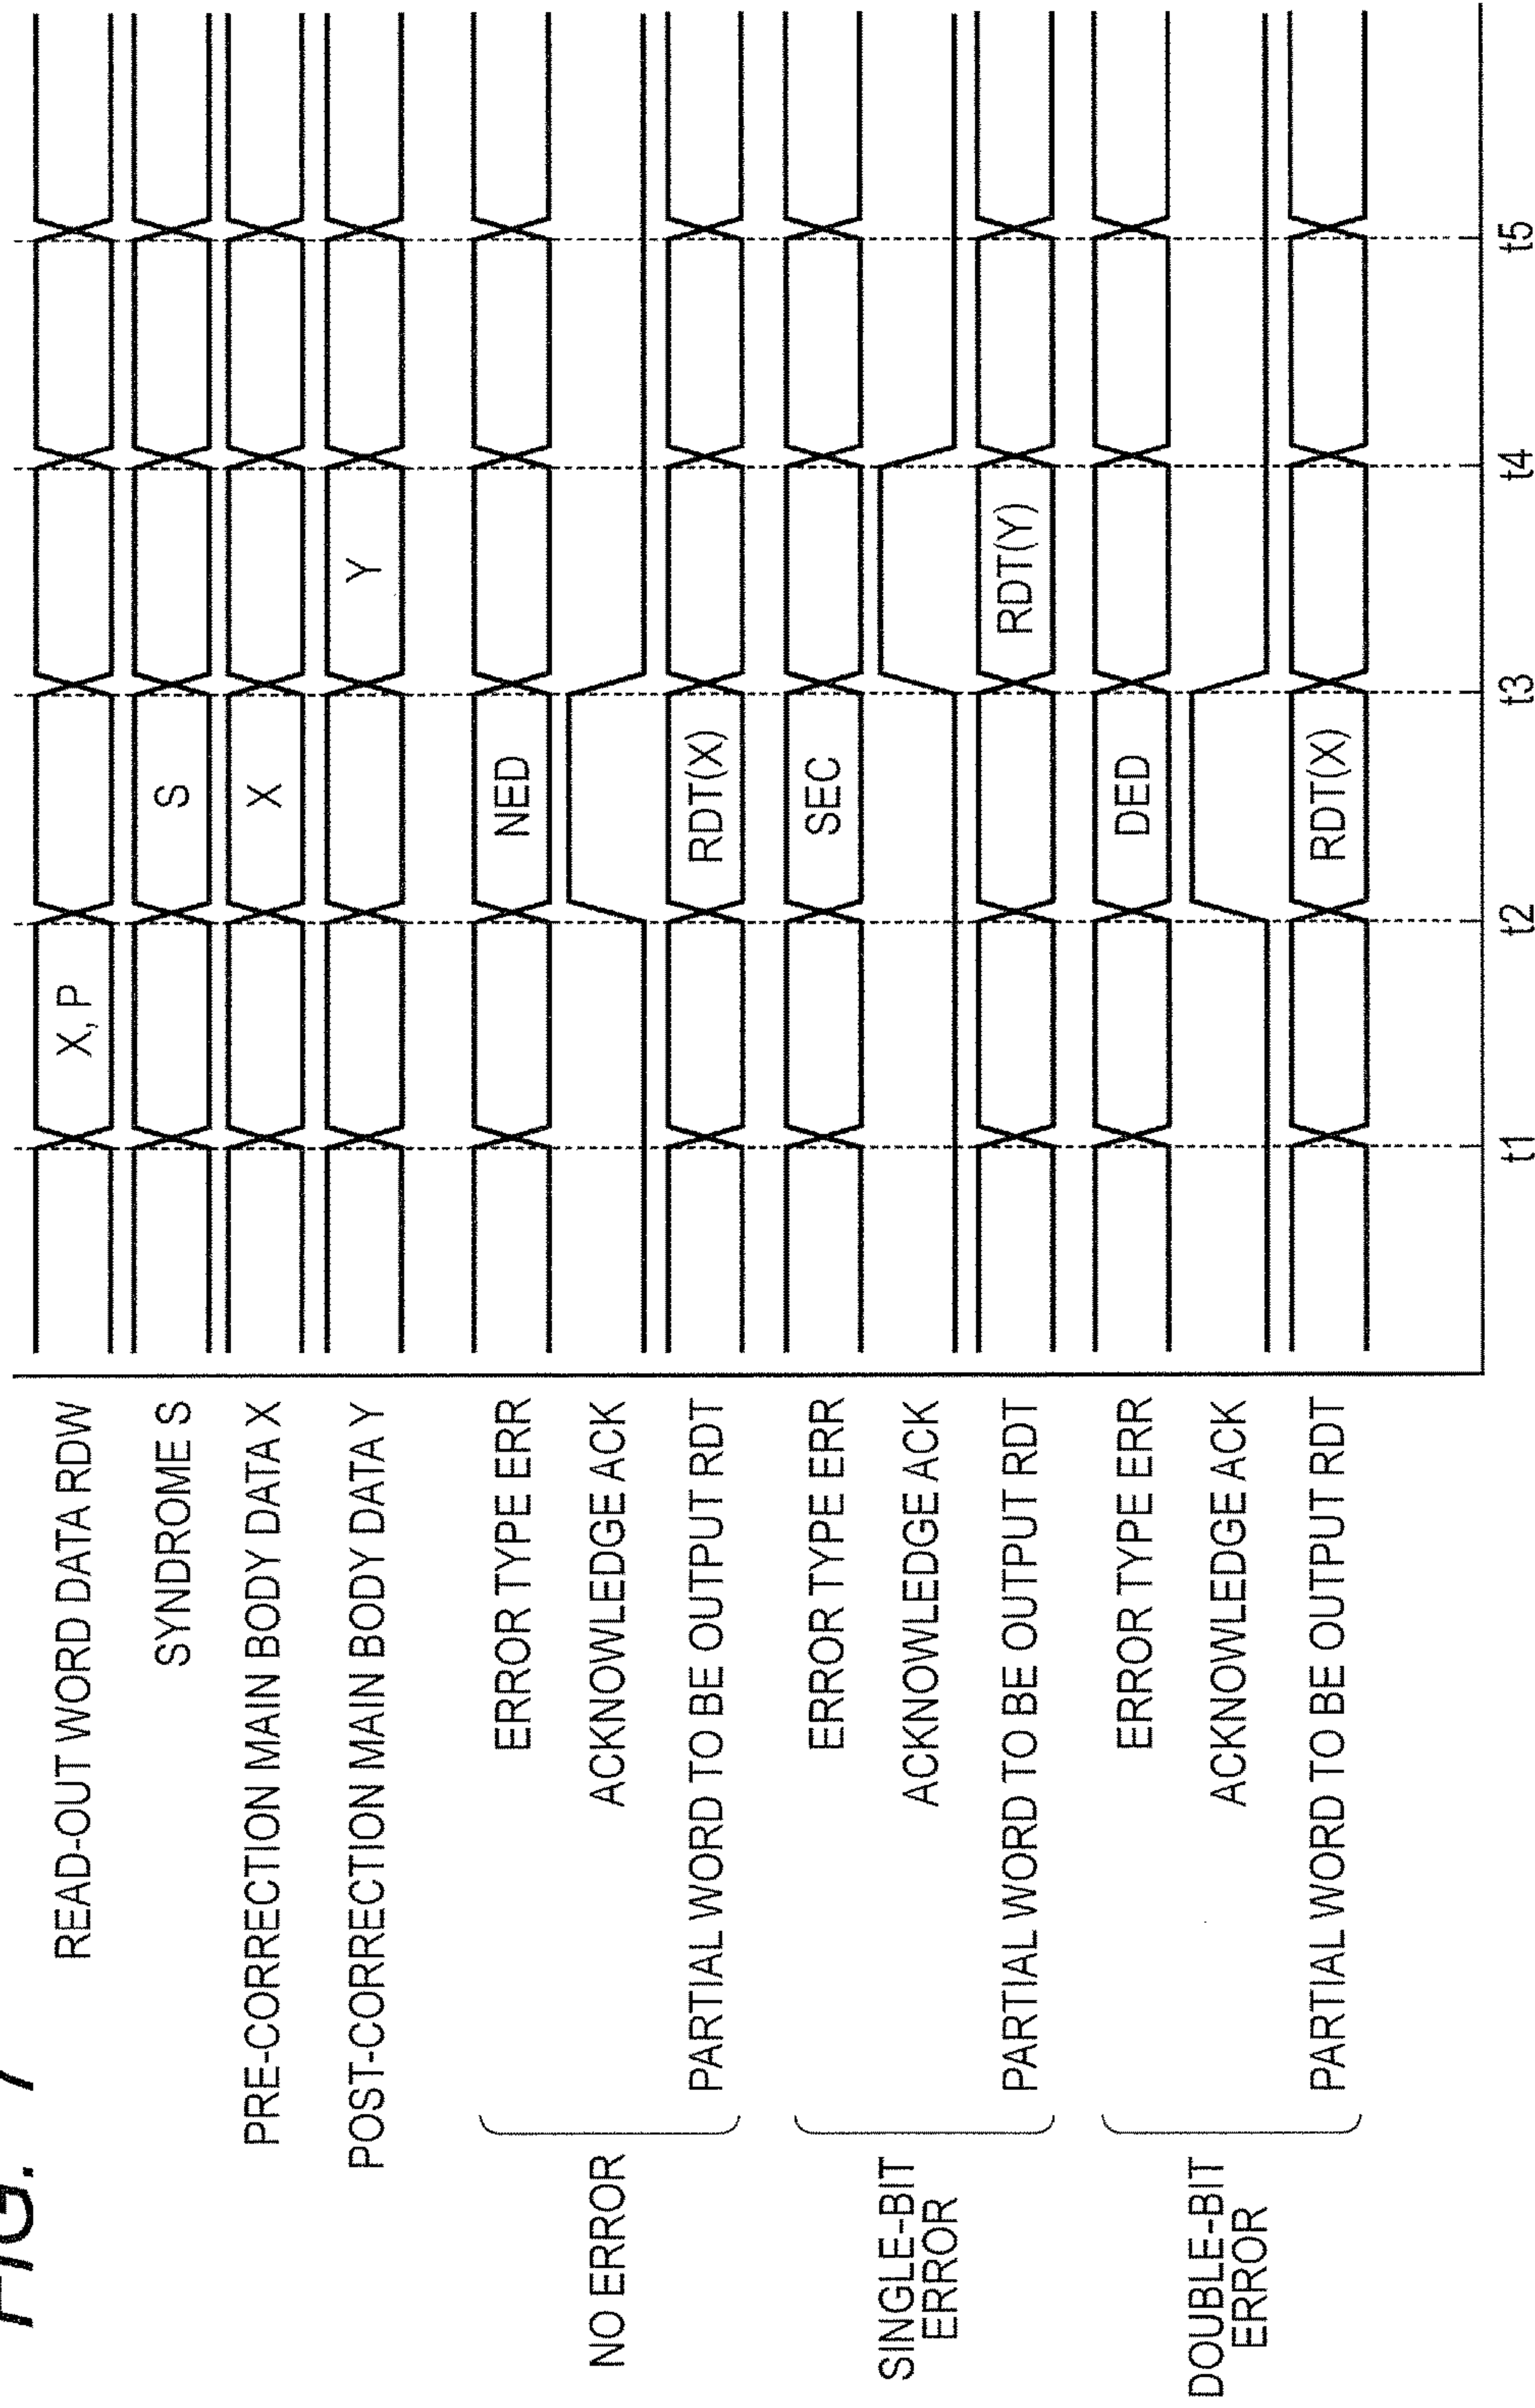 FIG. 7
READ-OUT WORD DATA RDW
X, P
SYNDROME S
S
PRE-CORRECTION MAIN BODY DATA X
X
POST-CORRECTION MAIN BODY DATA Y
Y
NO ERROR
ERROR TYPE ERR
NED
ACKNOWLEDGE ACK
PARTIAL WORD TO BE OUTPUT RDT
RDT(X)
SINGLE-BIT
ERROR
ERROR TYPE ERR
SEC
ACKNOWLEDGE ACK
PARTIAL WORD TO BE OUTPUT RDT
RDT(Y)
DOUBLE-BIT
ERROR
ERROR TYPE ERR
DED
ACKNOWLEDGE ACK
PARTIAL WORD TO BE OUTPUT RDT
RDT(X)
t1 t2 t3 t4 t5